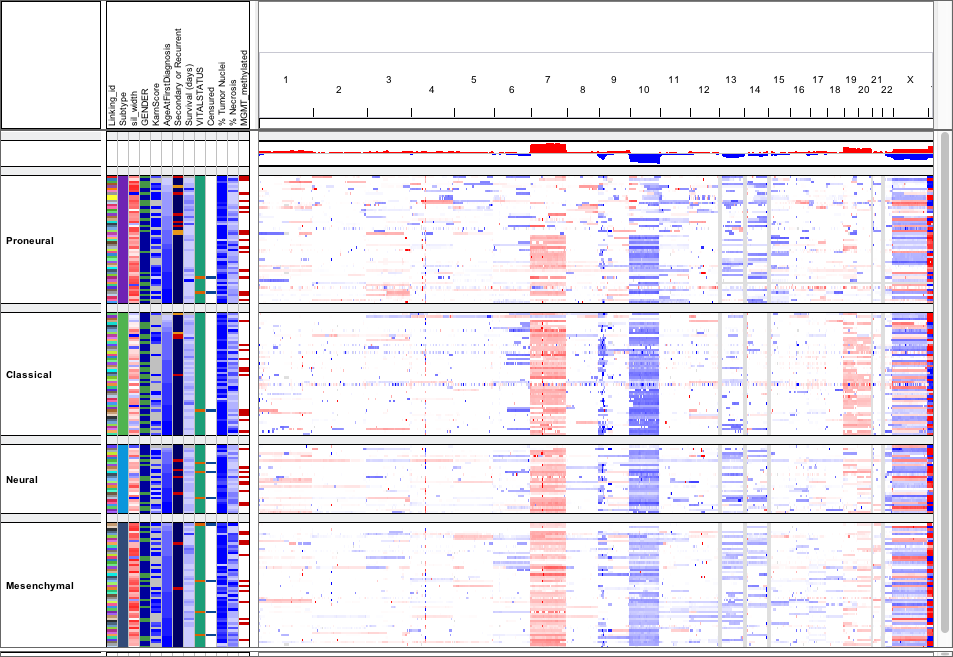 Linking_id
Subtype
sil_width
GENDER
KarnScore
AgeAtFirstDiagnosis
Secondary or Recurrent
Survival (days)
VITALSTATUS
Censured
% Tumor Nuclei
% Necrosis
MGMT_methylated
1 3 5 7 9 11 13 15 17 19 21 X
2 4 6 8 10 12 14 16 18 20 22
Proneural
Classical
Neural
Mesenchymal